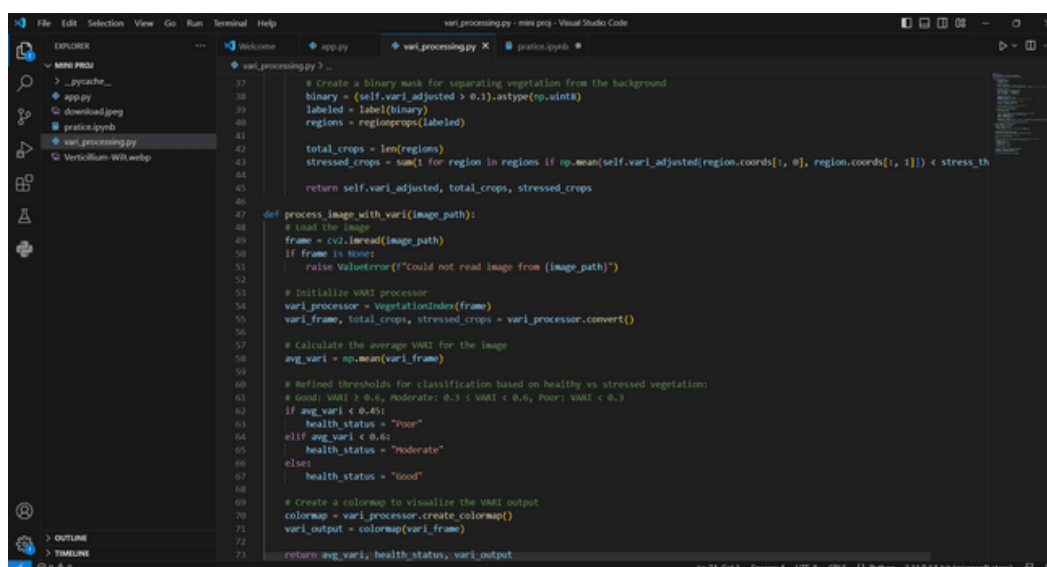 File Edit Selection View Go Run Terminal Help vari_processing.py - mini proj - Visual Studio Code
EXPLORER
MINI PROJ
> __pycache__
app.py
download.jpeg
pratice.ipynb
vari_processing.py
Verticillium-Wilt.webp
> OUTLINE
> TIMELINE
Welcome app.py vari_processing.py X pratice.ipynb
vari_processing.py > ...
37 # Create a binary mask for separating vegetation from the background
38 binary = (self.vari_adjusted > 0.1).astype(np.uint8)
39 labeled = label(binary)
40 regions = regionprops(labeled)
41
42 total_crops = len(regions)
43 stressed_crops = sum(1 for region in regions if np.mean(self.vari_adjusted[region.coords[:, 0], region.coords[:, 1]]) < stress_th
44
45 return self.vari_adjusted, total_crops, stressed_crops
46
47 def process_image_with_vari(image_path):
48 # Load the image
49 frame = cv2.imread(image_path)
50 if frame is None:
51 raise ValueError(f"Could not read image from {image_path}")
52
53 # Initialize VARI processor
54 vari_processor = VegetationIndex(frame)
55 vari_frame, total_crops, stressed_crops = vari_processor.convert()
56
57 # Calculate the average VARI for the image
58 avg_vari = np.mean(vari_frame)
59
60 # Refined thresholds for classification based on healthy vs stressed vegetation:
61 # Good: VARI ≥ 0.6, Moderate: 0.3 ≤ VARI < 0.6, Poor: VARI < 0.3
62 if avg_vari < 0.45:
63 health_status = "Poor"
64 elif avg_vari < 0.6:
65 health_status = "Moderate"
66 else:
67 health_status = "Good"
68
69 # Create a colormap to visualize the VARI output
70 colormap = vari_processor.create_colormap()
71 vari_output = colormap(vari_frame)
72
73 return avg_vari, health_status, vari_output